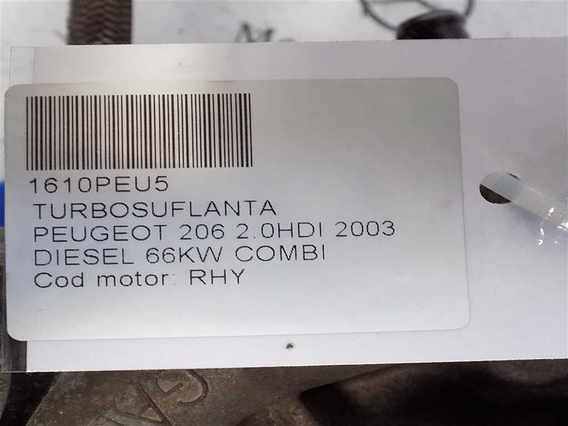 1610PEU5
TURBOSUFLANTA
PEUGEOT 206 2.0HDI 2003
DIESEL 66KW COMBI
Cod motor: RHY